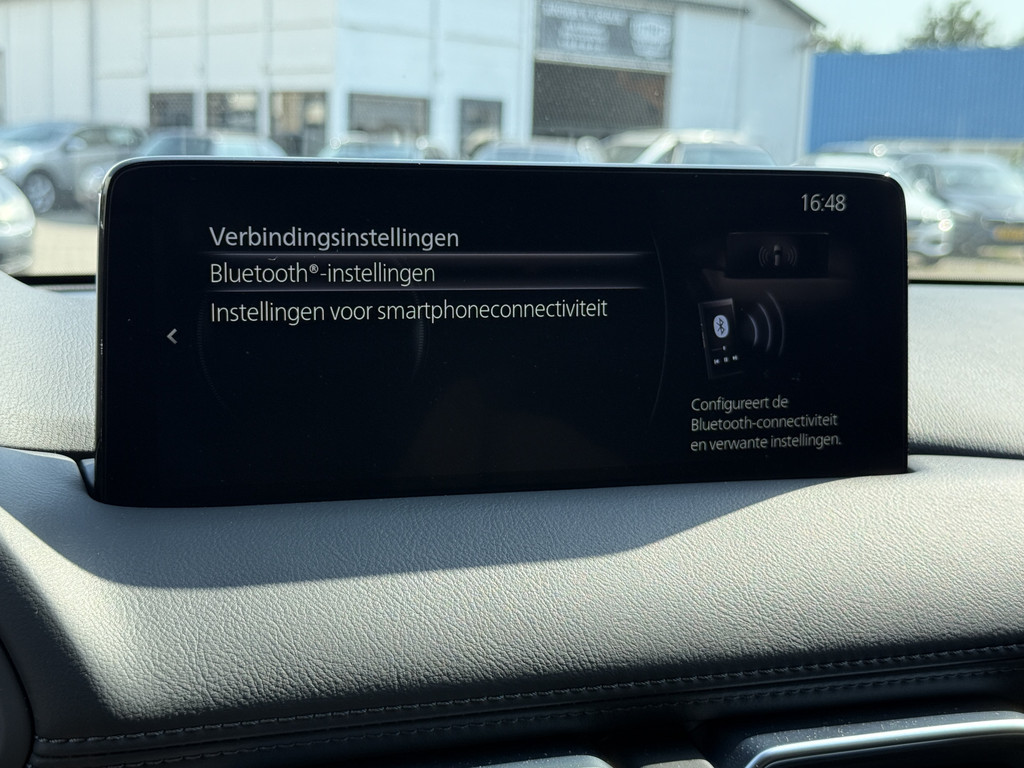 16:48
Verbindingsinstellingen
Bluetooth®-instellingen
Instellingen voor smartphoneconnectiviteit
Configureert de
Bluetooth-connectiviteit
en verwante instellingen.